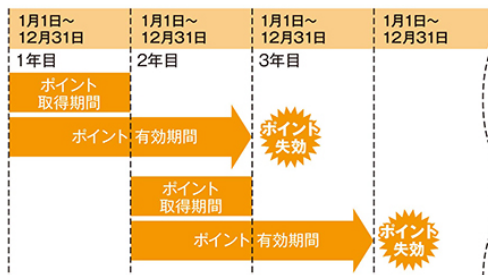 1月1日～
12月31日
1月1日～
12月31日
1月1日～
12月31日
1月1日～
12月31日
1年目
2年目
3年目
ポイント
取得期間
ポイント 有効期間
ポイント
失効
ポイント
取得期間
ポイント 有効期間
ポイント
失効